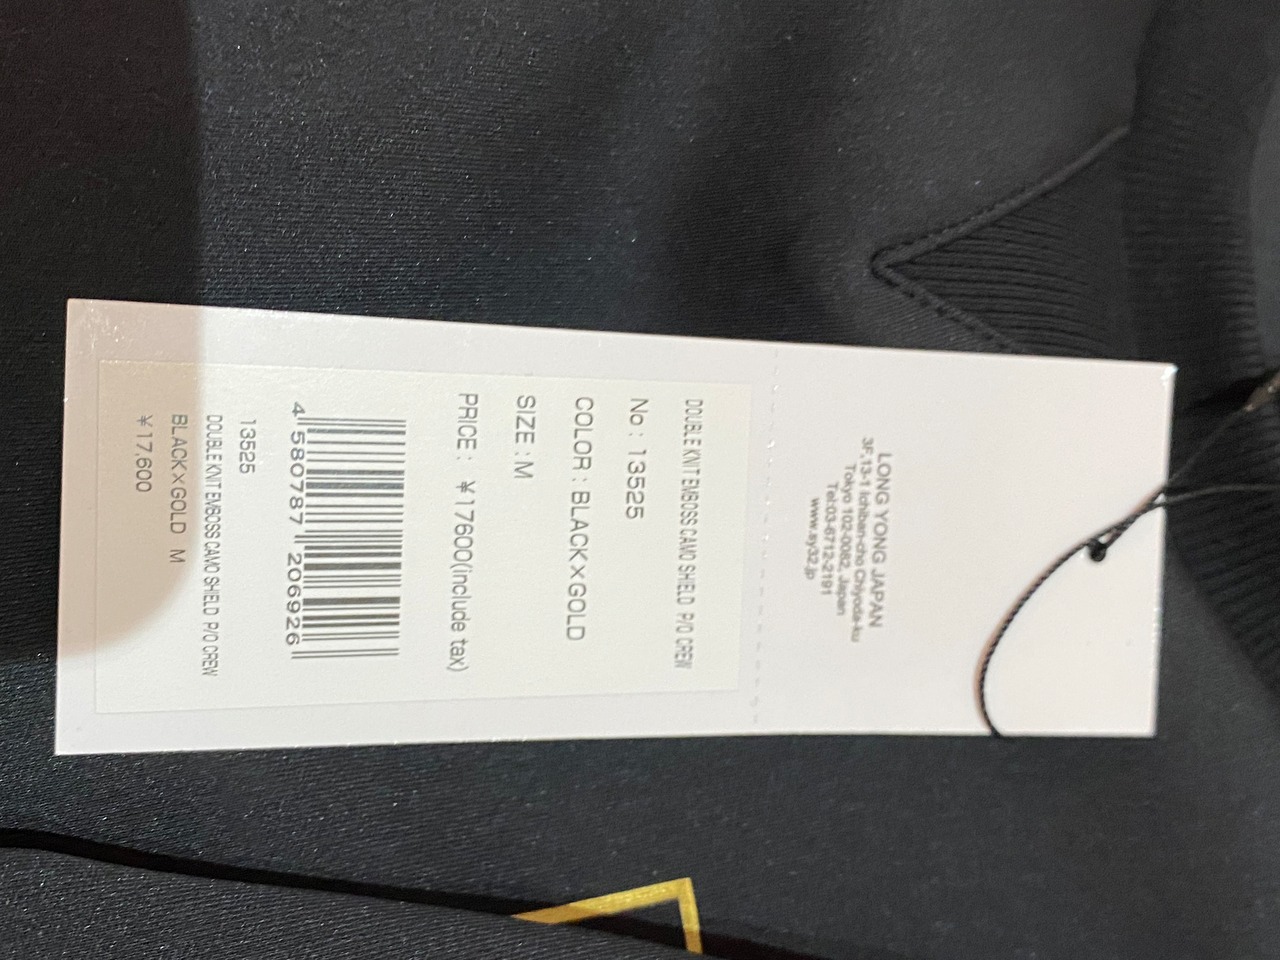 LONG YONG JAPAN
3F,13-1 Ichiban-cho Chiyoda-ku
Tokyo 102-0082, Japan
Tel:03-6712-2191
www.sy32.jp
DOUBLE KNIT EMBOSS CAMO SHIELD P/O CREW
No : 13525
COLOR : BLACK×GOLD
SIZE : M
PRICE : ¥17600(include tax)
4 580787 206926
13525
DOUBLE KNIT EMBOSS CAMO SHIELD P/O CREW
BLACK×GOLD M
¥17,600